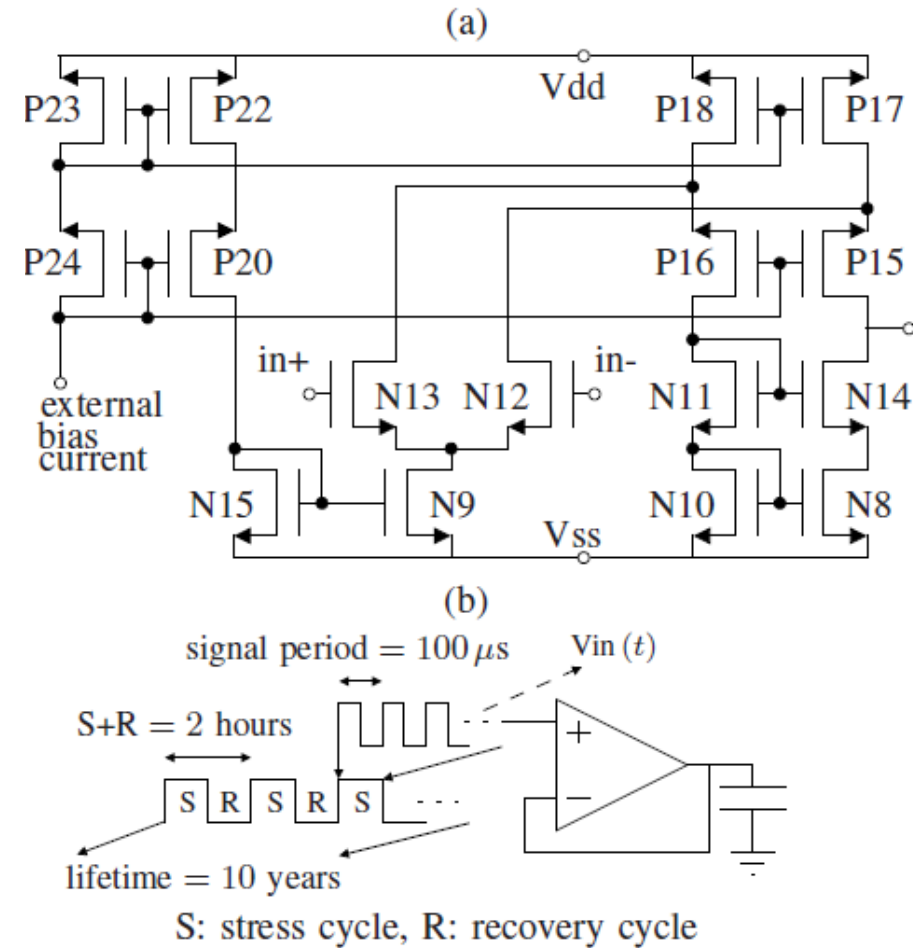 (a)
Vdd
P23 P22 P18 P17
P24 P20 P16 P15
in+ in-
N13 N12 N11 N14
external
bias
current
N15 N9 N10 N8
Vss
(b)
signal period = 100 μs Vin (t)
S+R = 2 hours
+
S R S R S ...
−
lifetime = 10 years
S: stress cycle, R: recovery cycle